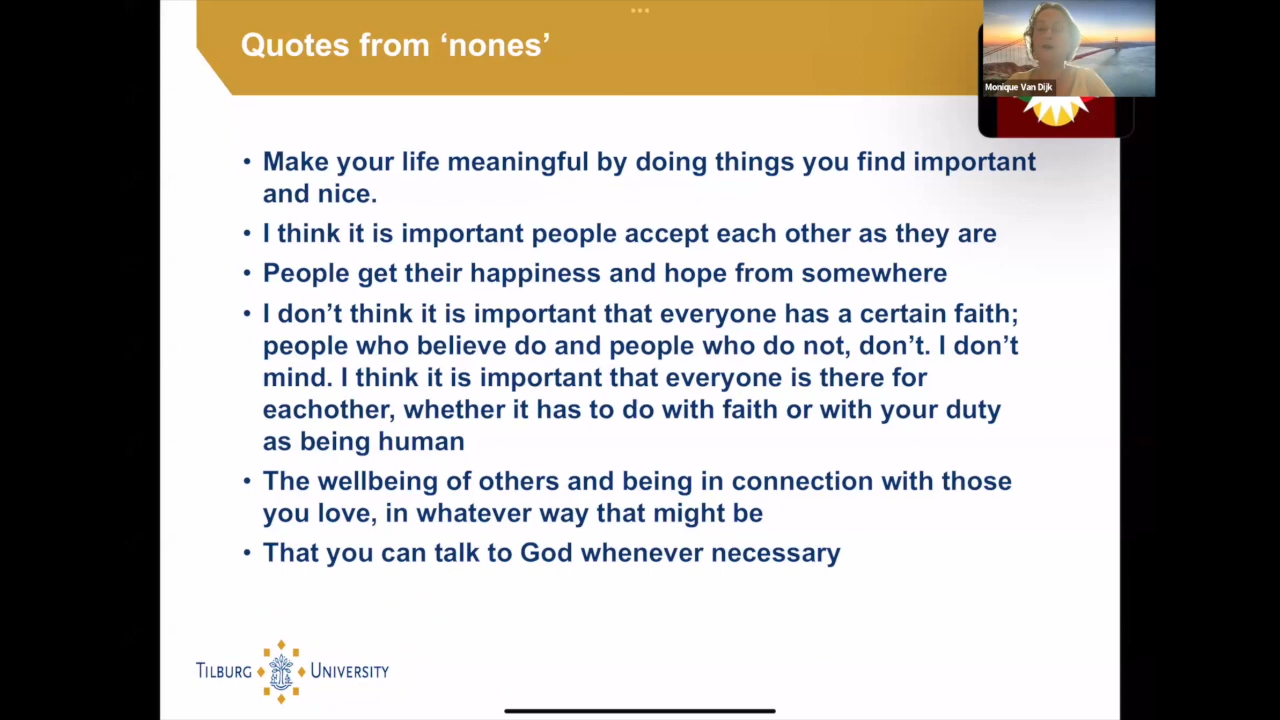 Quotes from ‘nones’
Monique Van Dijk
• Make your life meaningful by doing things you find important
and nice.
• I think it is important people accept each other as they are
• People get their happiness and hope from somewhere
• I don’t think it is important that everyone has a certain faith;
people who believe do and people who do not, don’t. I don’t
mind. I think it is important that everyone is there for
eachother, whether it has to do with faith or with your duty
as being human
• The wellbeing of others and being in connection with those
you love, in whatever way that might be
• That you can talk to God whenever necessary
TILBURG UNIVERSITY